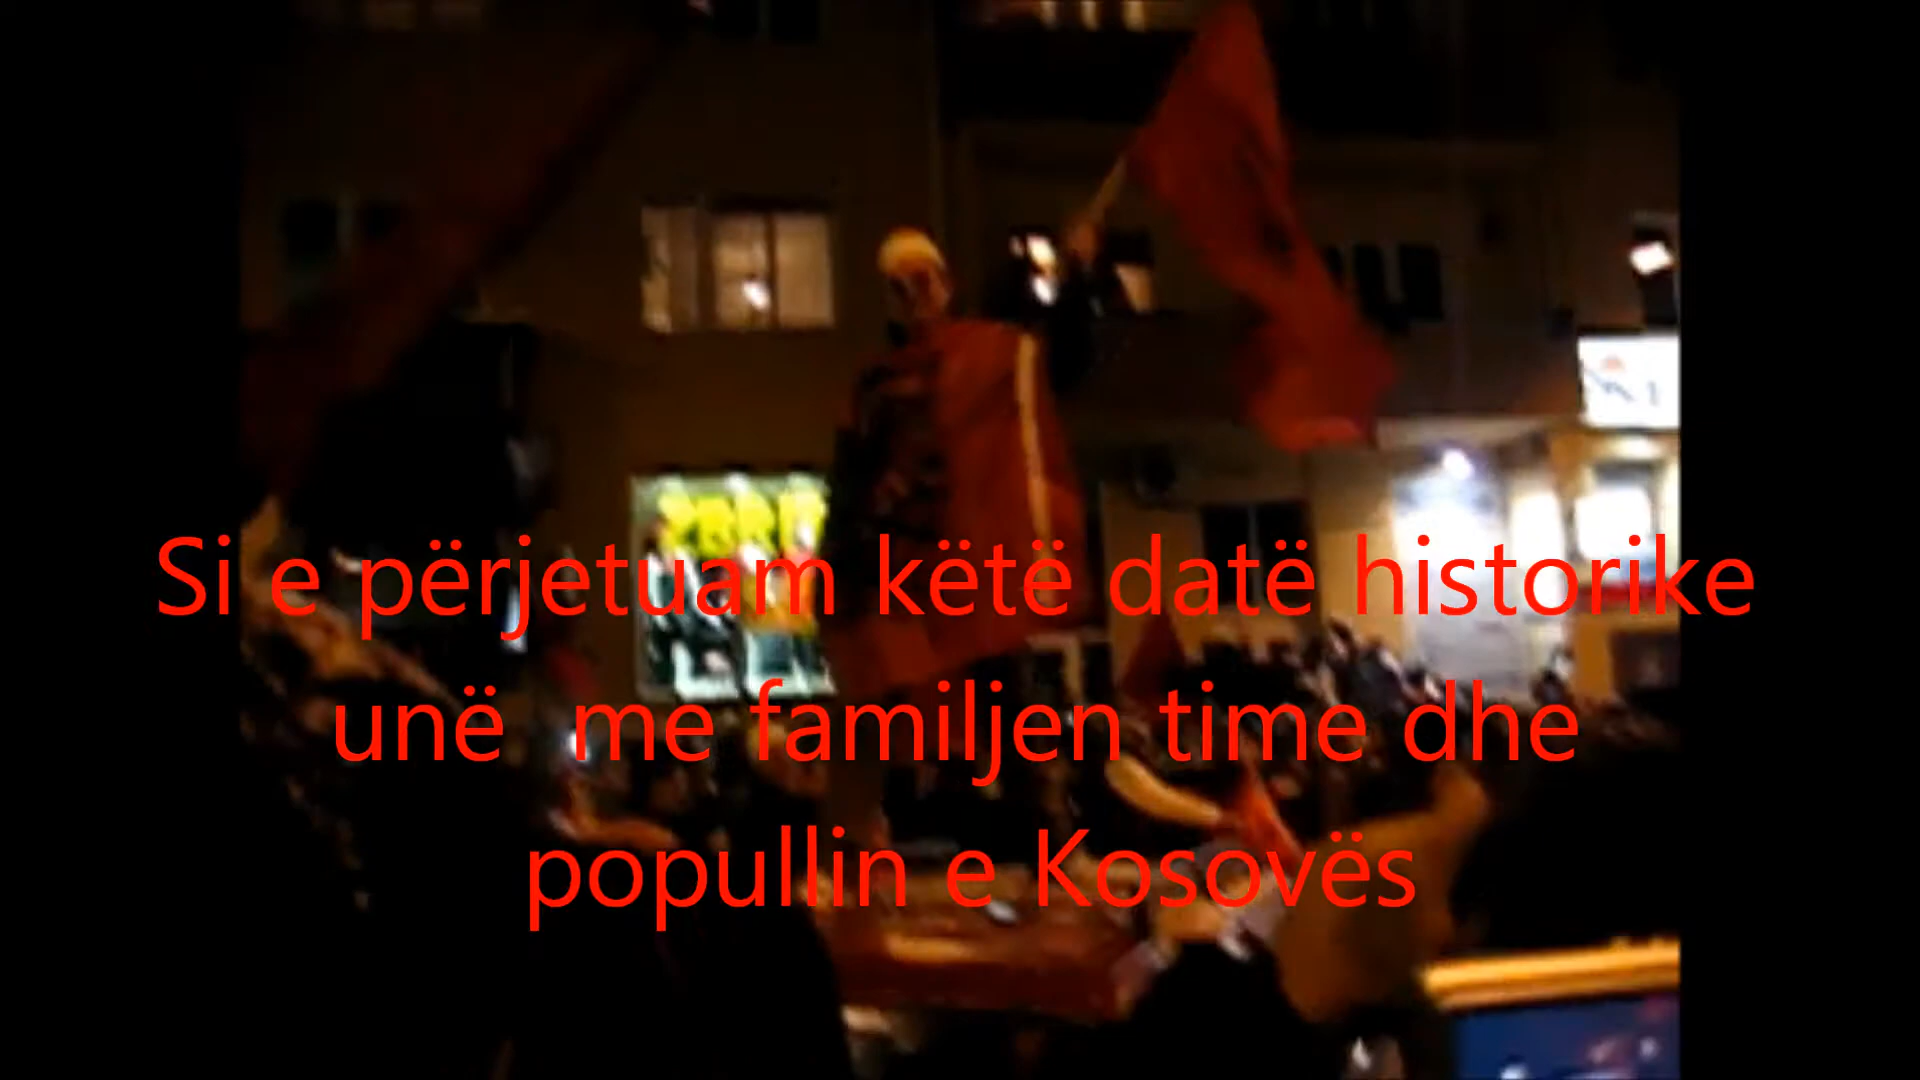 Si e përjetuam këtë datë historike
unë  me familjen time dhe
popullin e Kosovës